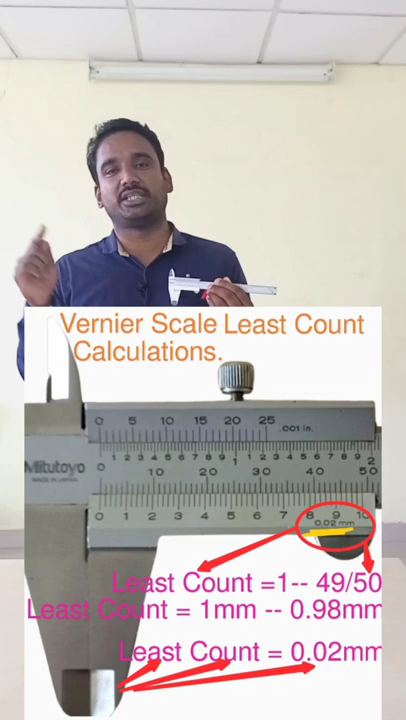 Vernier Scale Least Count
Calculations.
0 5 10 15 20 25 .001 in.
0 1 2 3 4 5 6 7 8 9 1 1 2 3 4 5 6 7 8 9 2
Mitutoyo
MADE IN JAPAN
10 20 30 40 50
0 1 2 3 4 5 6 7 8 9 10
0.02 mm
Least Count =1-- 49/50
Least Count = 1mm -- 0.98mm
Least Count = 0.02mm